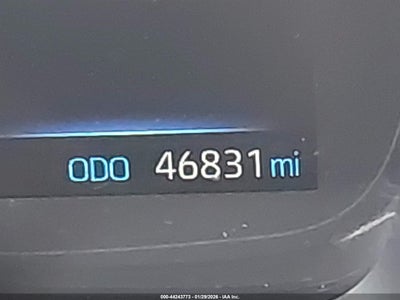 ODO 46831 mi
000-44243773 - 01/29/2026 - IAA Inc.